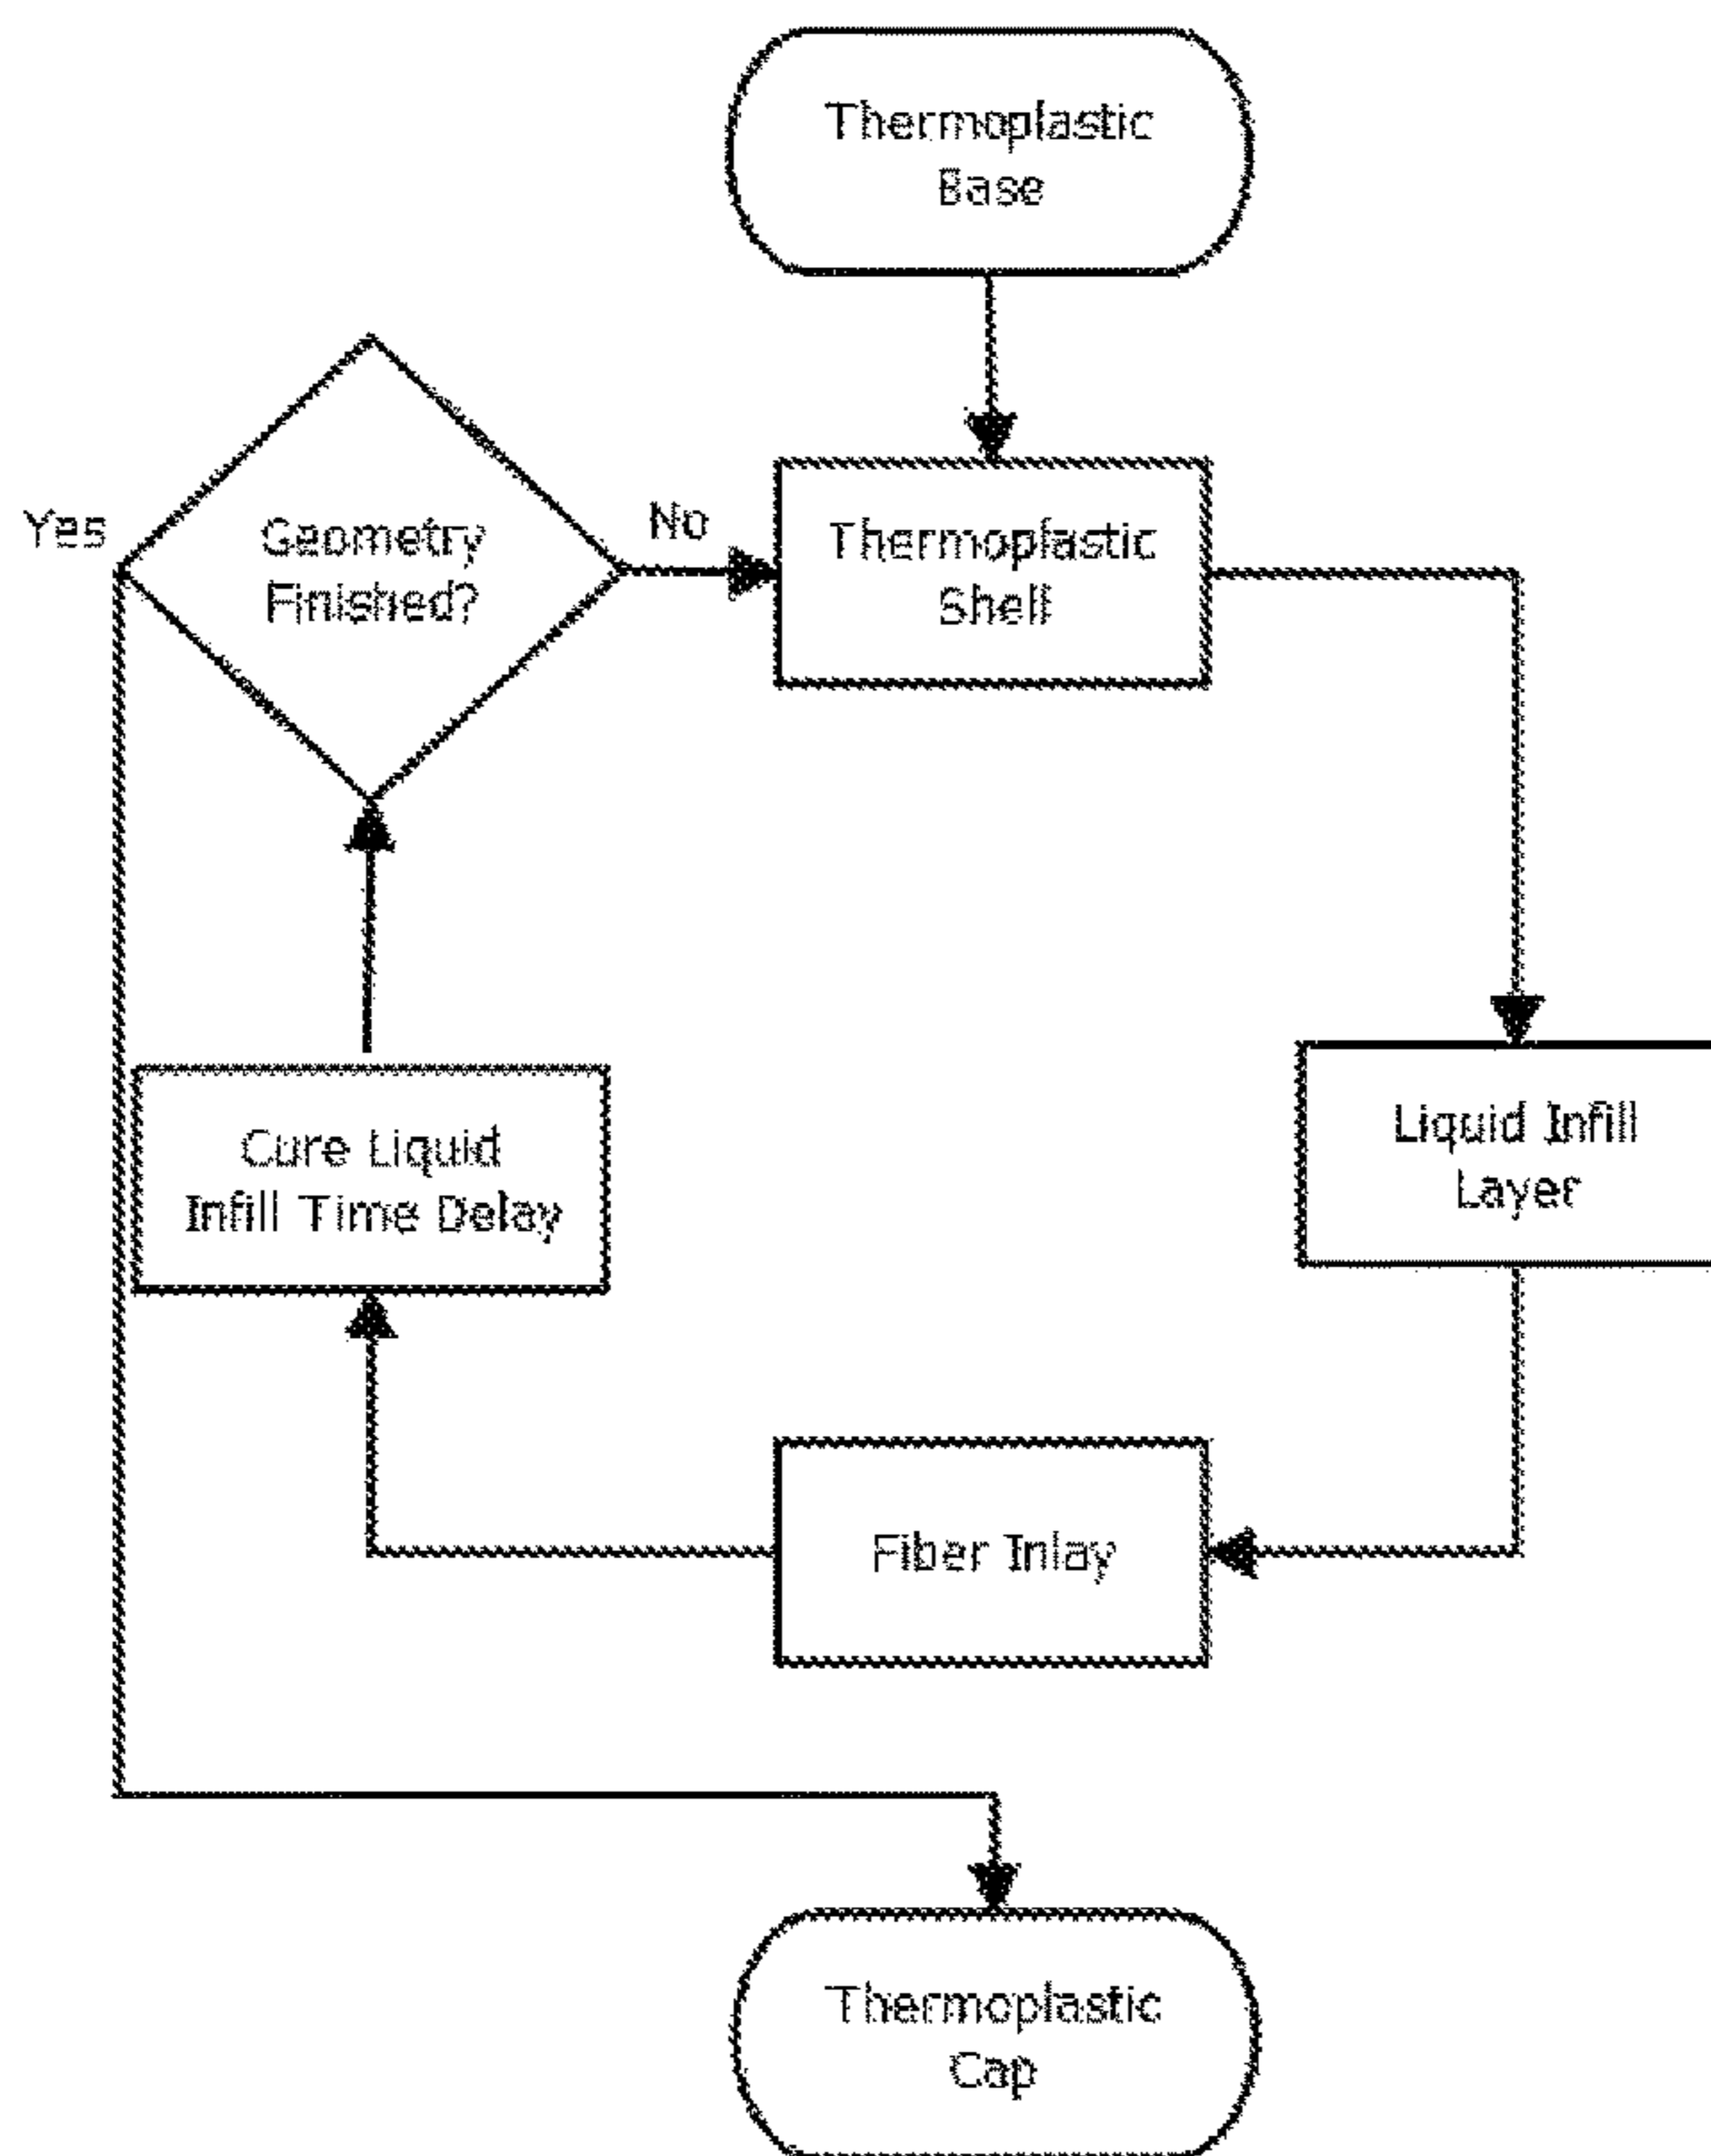 Thermoplastic
Base
Yes
Geometry
Finished?
No
Thermoplastic
Shell
Cure Liquid
Infill Time Delay
Liquid Infill
Layer
Fiber Inlay
Thermoplastic
Cap